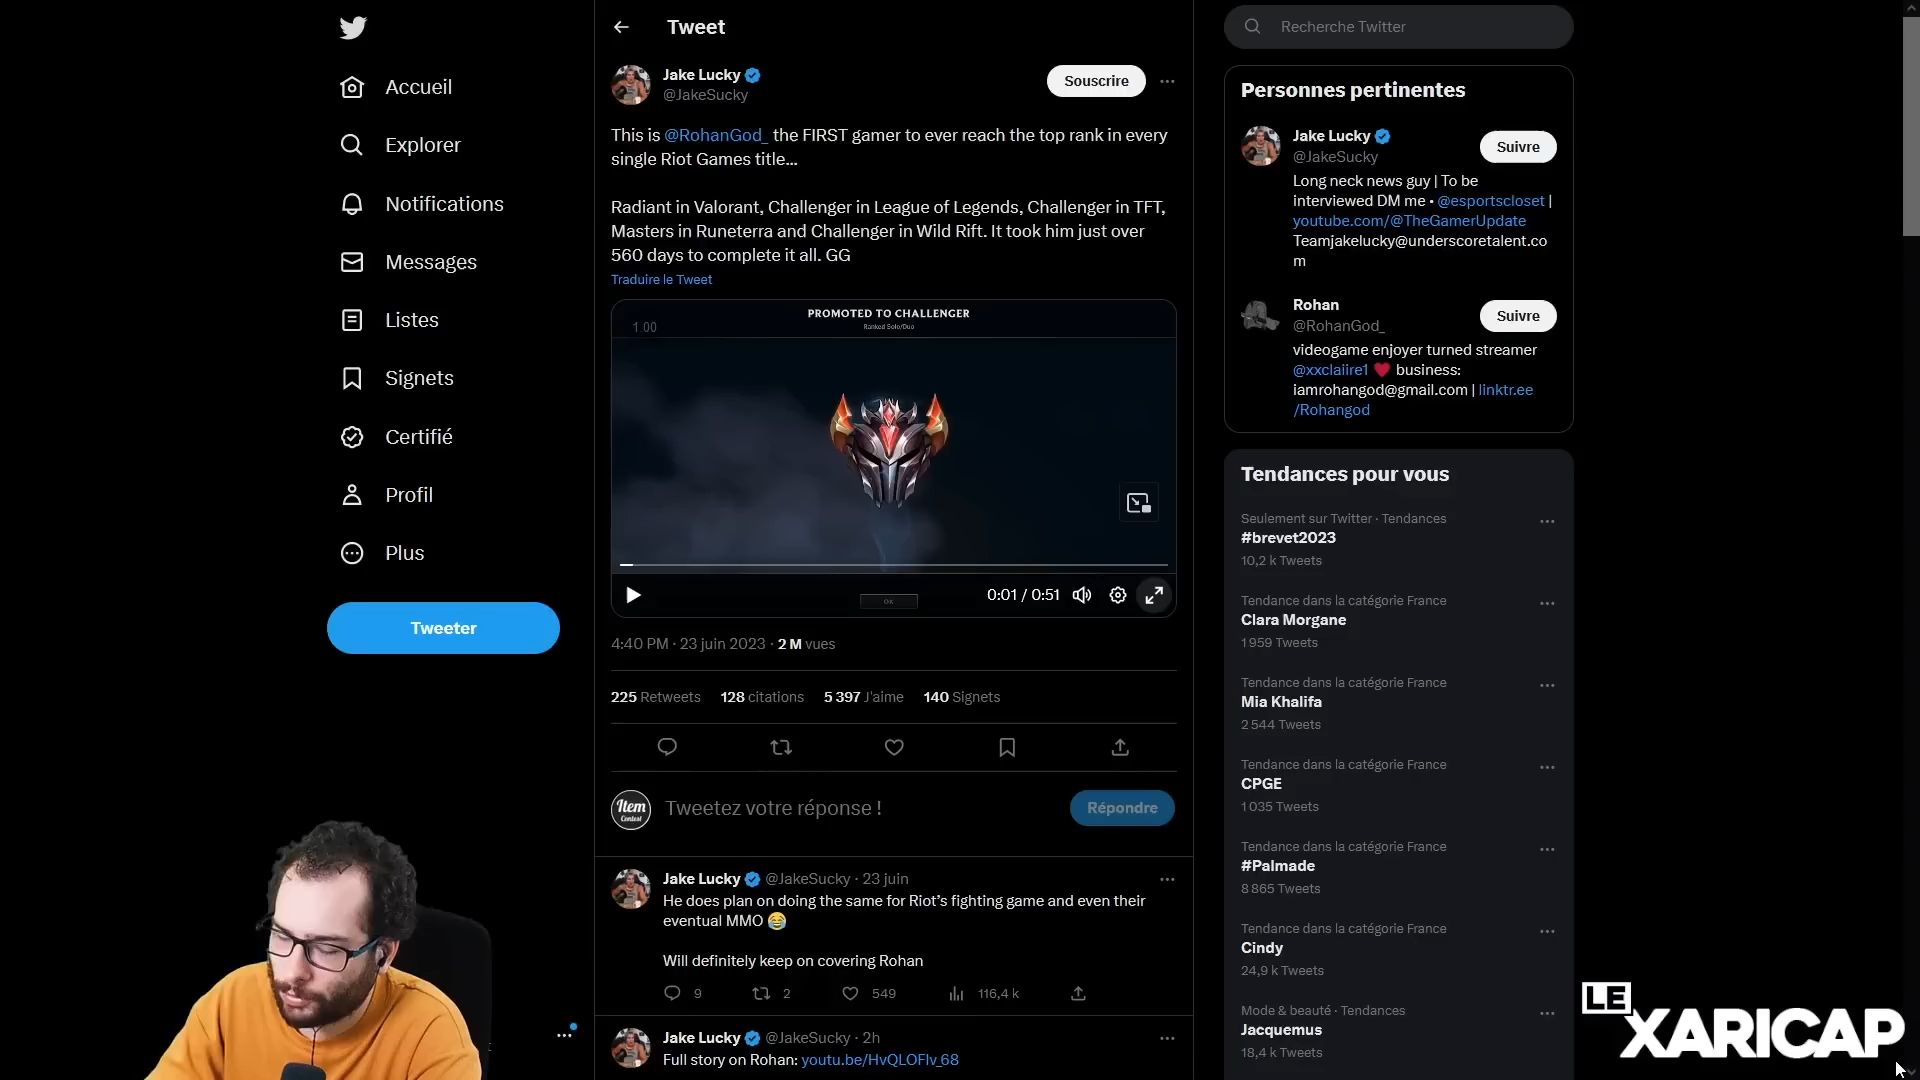 Accueil
Explorer
Notifications
Messages
Listes
Signets
Certifié
Profil
Plus
Tweeter
Tweet
Jake Lucky
@JakeSucky
Souscrire
This is @RohanGod_ the FIRST gamer to ever reach the top rank in every
single Riot Games title...
Radiant in Valorant, Challenger in League of Legends, Challenger in TFT,
Masters in Runeterra and Challenger in Wild Rift. It took him just over
560 days to complete it all. GG
Traduire le Tweet
PROMOTED TO CHALLENGER
Ranked Solo/Duo
1.00
0:01 / 0:51
OK
4:40 PM · 23 juin 2023 · 2 M vues
225 Retweets 128 citations 5 397 J'aime 140 Signets
Item
Contest
Tweetez votre réponse !
Répondre
Jake Lucky @JakeSucky · 23 juin
He does plan on doing the same for Riot's fighting game and even their
eventual MMO 😂
Will definitely keep on covering Rohan
9 2 549 116,4 k
Jake Lucky @JakeSucky · 2h
Full story on Rohan: youtu.be/HvQLOFIv_68
Recherche Twitter
Personnes pertinentes
Jake Lucky
@JakeSucky
Suivre
Long neck news guy | To be
interviewed DM me • @esportscloset |
youtube.com/@TheGamerUpdate
Teamjakelucky@underscoretalent.co
m
Rohan
@RohanGod_
Suivre
videogame enjoyer turned streamer
@xxclaiire1 ♥ business:
iamrohangod@gmail.com | linktr.ee
/Rohangod
Tendances pour vous
Seulement sur Twitter · Tendances
#brevet2023
10,2 k Tweets
Tendance dans la catégorie France
Clara Morgane
1 959 Tweets
Tendance dans la catégorie France
Mia Khalifa
2 544 Tweets
Tendance dans la catégorie France
CPGE
1 035 Tweets
Tendance dans la catégorie France
#Palmade
8 865 Tweets
Tendance dans la catégorie France
Cindy
24,9 k Tweets
Mode & beauté · Tendances
Jacquemus
18,4 k Tweets
LE
XARICAP